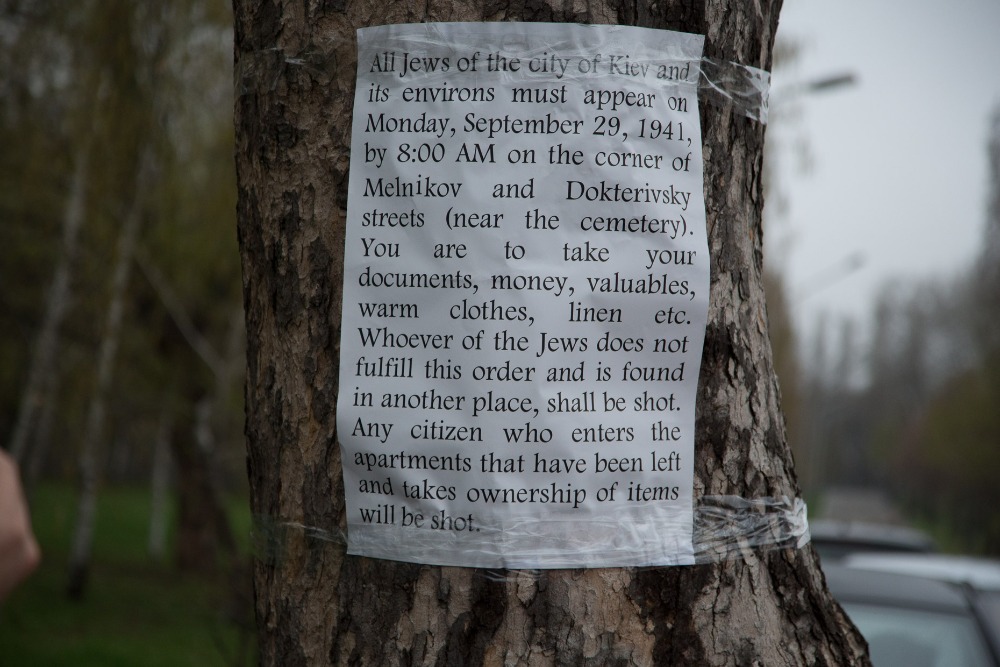 All Jews of the city of Kiev and
its environs must appear on
Monday, September 29, 1941,
by 8:00 AM on the corner of
Melnikov and Dokterivsky
streets (near the cemetery).
You are to take your
documents, money, valuables,
warm clothes, linen etc.
Whoever of the Jews does not
fulfill this order and is found
in another place, shall be shot.
Any citizen who enters the
apartments that have been left
and takes ownership of items
will be shot.